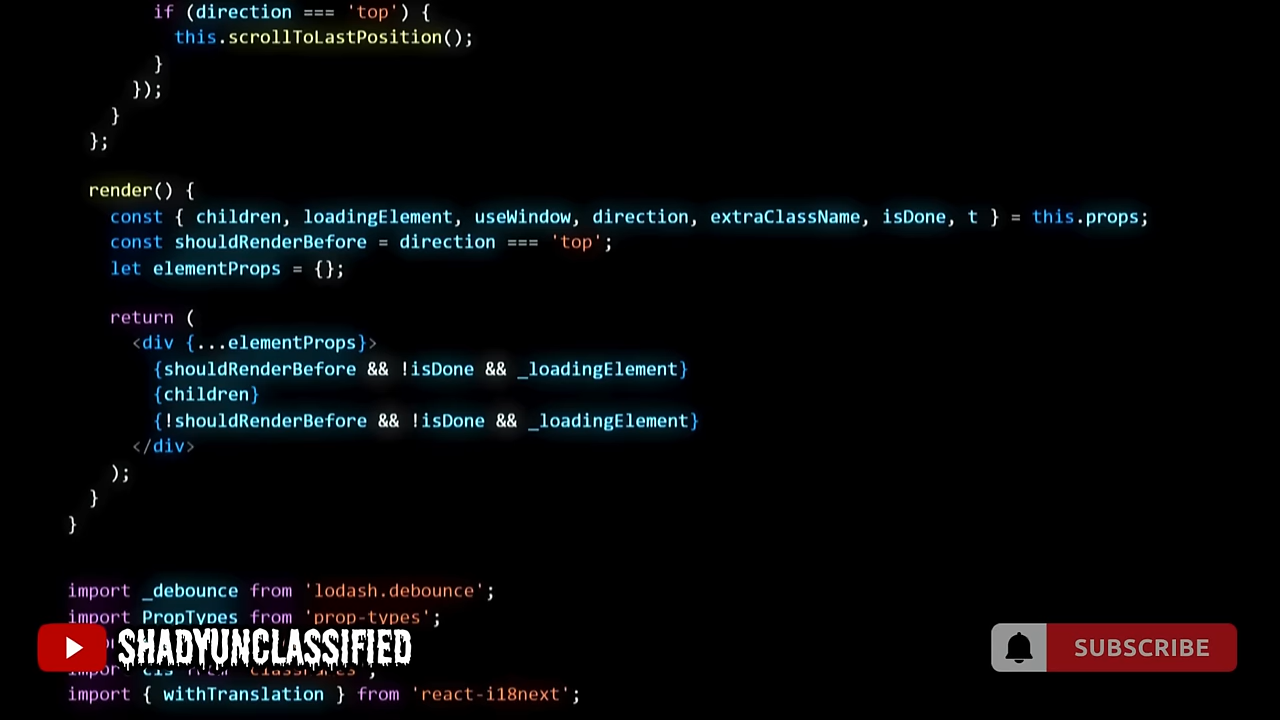 if (direction === 'top') {
this.scrollToLastPosition();
}
});
}
};
render() {
const { children, loadingElement, useWindow, direction, extraClassName, isDone, t } = this.props;
const shouldRenderBefore = direction === 'top';
let elementProps = {};
return (
<div {...elementProps}>
{shouldRenderBefore && !isDone && _loadingElement}
{children}
{!shouldRenderBefore && !isDone && _loadingElement}
</div>
);
}
}
import _debounce from 'lodash.debounce';
import PropTypes from 'prop-types';
SHADYUNCLASSIFIED
SUBSCRIBE
import { withTranslation } from 'react-i18next';